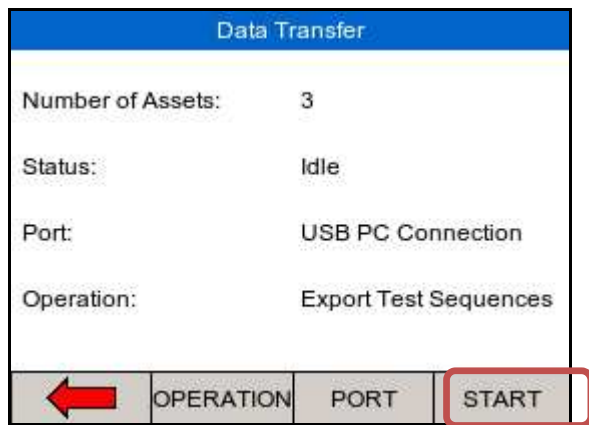 Data Transfer
Number of Assets: 3
Status: Idle
Port: USB PC Connection
Operation: Export Test Sequences
OPERATION PORT START